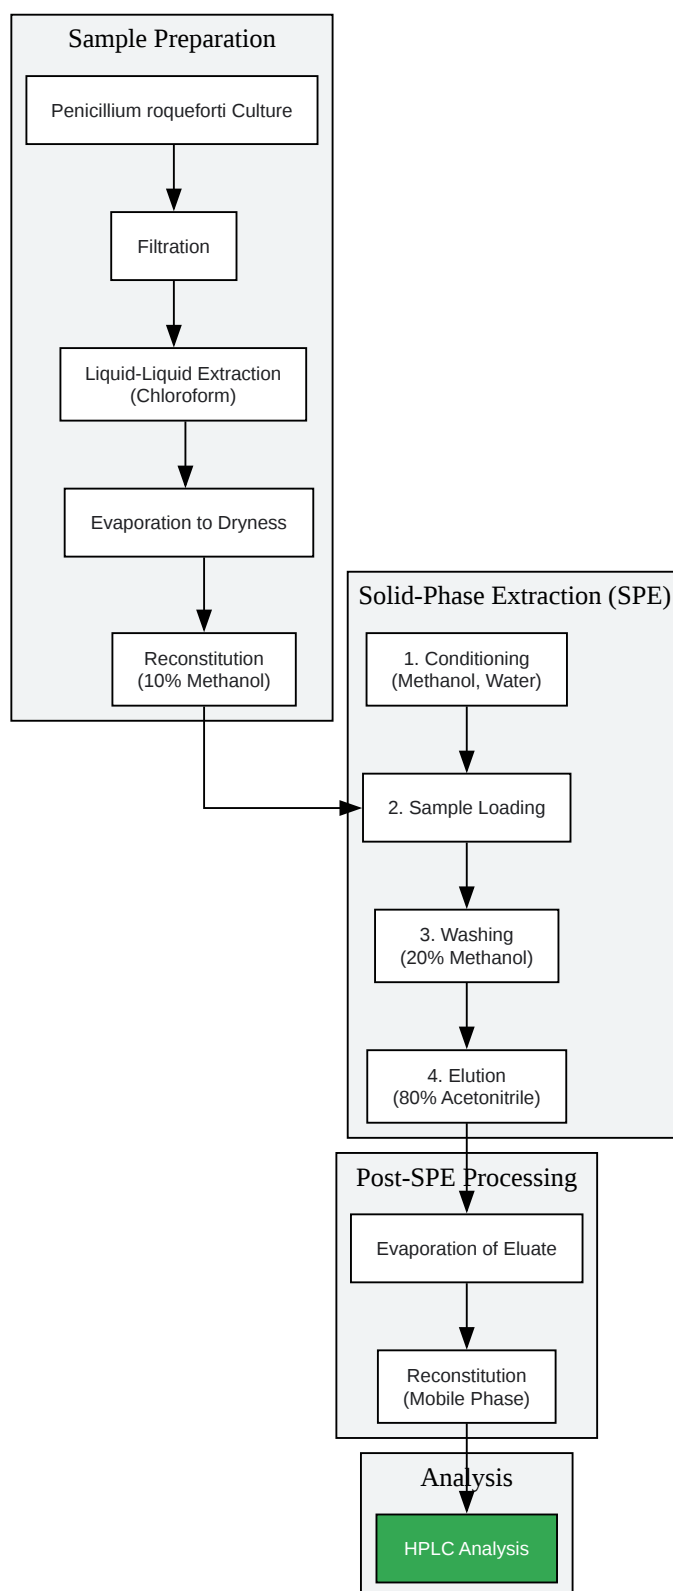 Sample Preparation
Penicillium roqueforti Culture
Filtration
Liquid-Liquid Extraction
(Chloroform)
Evaporation to Dryness
Reconstitution
(10% Methanol)
Solid-Phase Extraction (SPE)
1. Conditioning
(Methanol, Water)
2. Sample Loading
3. Washing
(20% Methanol)
4. Elution
(80% Acetonitrile)
Post-SPE Processing
Evaporation of Eluate
Reconstitution
(Mobile Phase)
Analysis
HPLC Analysis